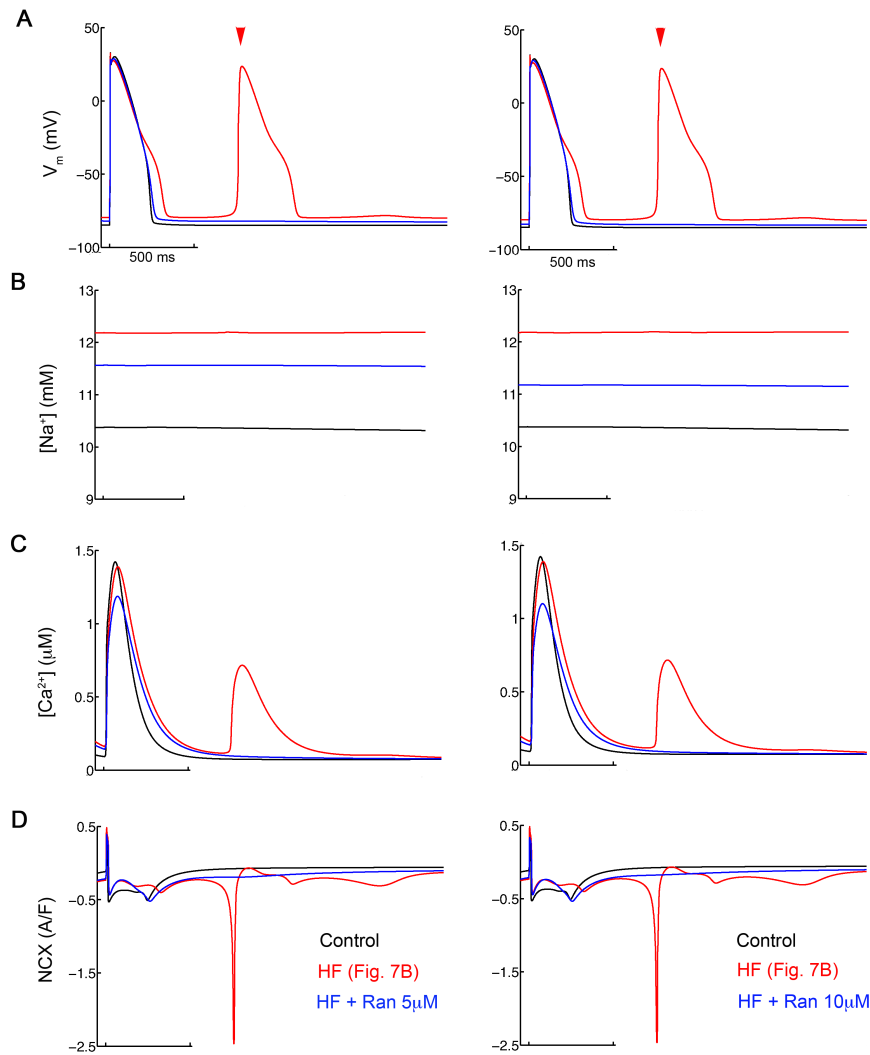 A
50
0
−50
−100
Vm (mV)
500 ms
50
0
−50
−100
500 ms
B
13
12
11
10
9
[Na+] (mM)
13
12
11
10
9
C
1.5
1
0.5
0
[Ca2+] (µM)
1.5
1
0.5
0
D
0.5
−0.5
−1.5
−2.5
NCX (A/F)
Control
HF (Fig. 7B)
HF + Ran 5µM
0.5
−0.5
−1.5
−2.5
Control
HF (Fig. 7B)
HF + Ran 10µM